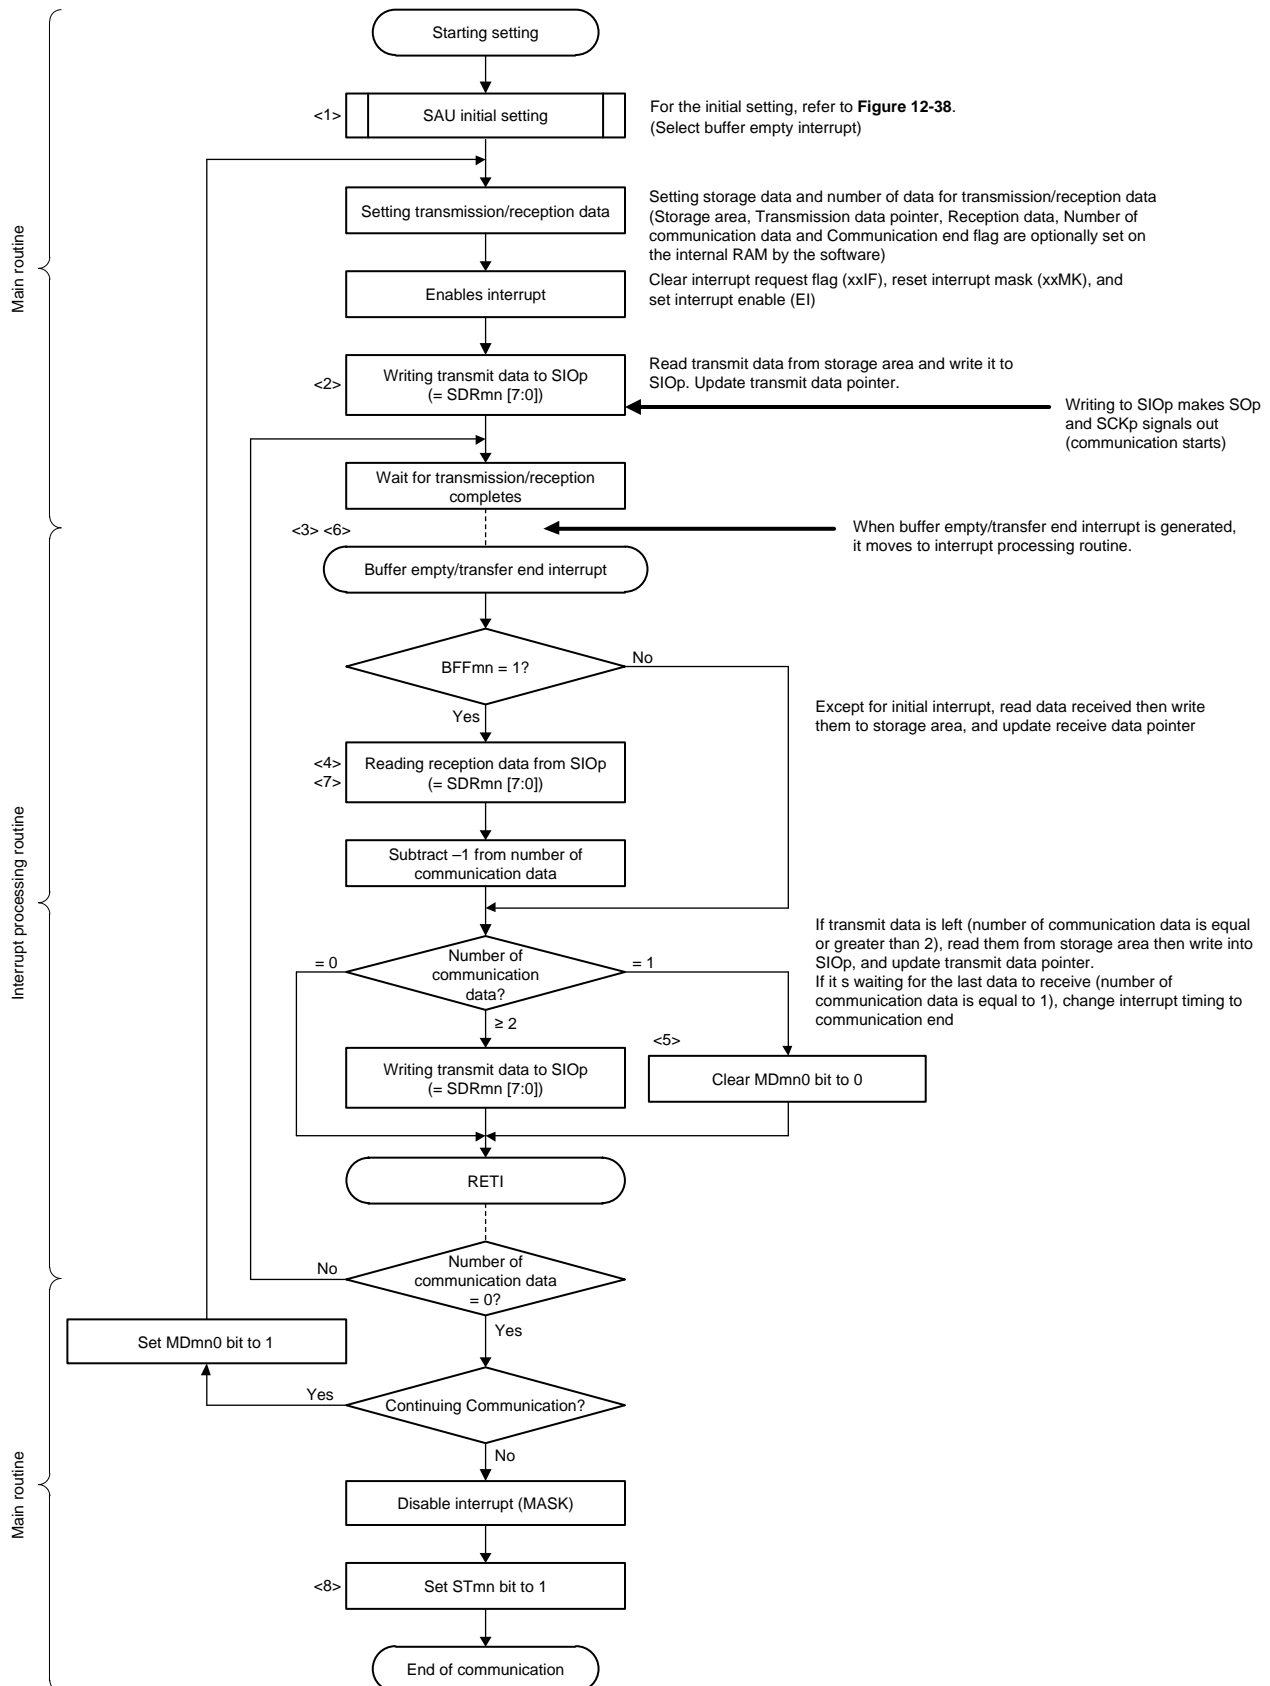 Starting setting
<1>
SAU initial setting
For the initial setting, refer to Figure 12-38.
(Select buffer empty interrupt)
Main routine
Setting transmission/reception data
Setting storage data and number of data for transmission/reception data
(Storage area, Transmission data pointer, Reception data, Number of
communication data and Communication end flag are optionally set on
the internal RAM by the software)
Enables interrupt
Clear interrupt request flag (xxIF), reset interrupt mask (xxMK), and
set interrupt enable (EI)
<2>
Writing transmit data to SIOp
(= SDRmn [7:0])
Read transmit data from storage area and write it to
SIOp. Update transmit data pointer.
Writing to SIOp makes SOp
and SCKp signals out
(communication starts)
Wait for transmission/reception
completes
<3> <6>
When buffer empty/transfer end interrupt is generated,
it moves to interrupt processing routine.
Buffer empty/transfer end interrupt
Interrupt processing routine
BFFmn = 1?
No
Yes
Except for initial interrupt, read data received then write
them to storage area, and update receive data pointer
<4>
<7>
Reading reception data from SIOp
(= SDRmn [7:0])
Subtract –1 from number of
communication data
If transmit data is left (number of communication data is equal
or greater than 2), read them from storage area then write into
SIOp, and update transmit data pointer.
If it s waiting for the last data to receive (number of
communication data is equal to 1), change interrupt timing to
communication end
= 0
Number of
communication
data?
= 1
≥ 2
<5>
Writing transmit data to SIOp
(= SDRmn [7:0])
Clear MDmn0 bit to 0
RETI
No
Number of
communication data
= 0?
Yes
Set MDmn0 bit to 1
Yes
Continuing Communication?
No
Main routine
Disable interrupt (MASK)
<8>
Set STmn bit to 1
End of communication